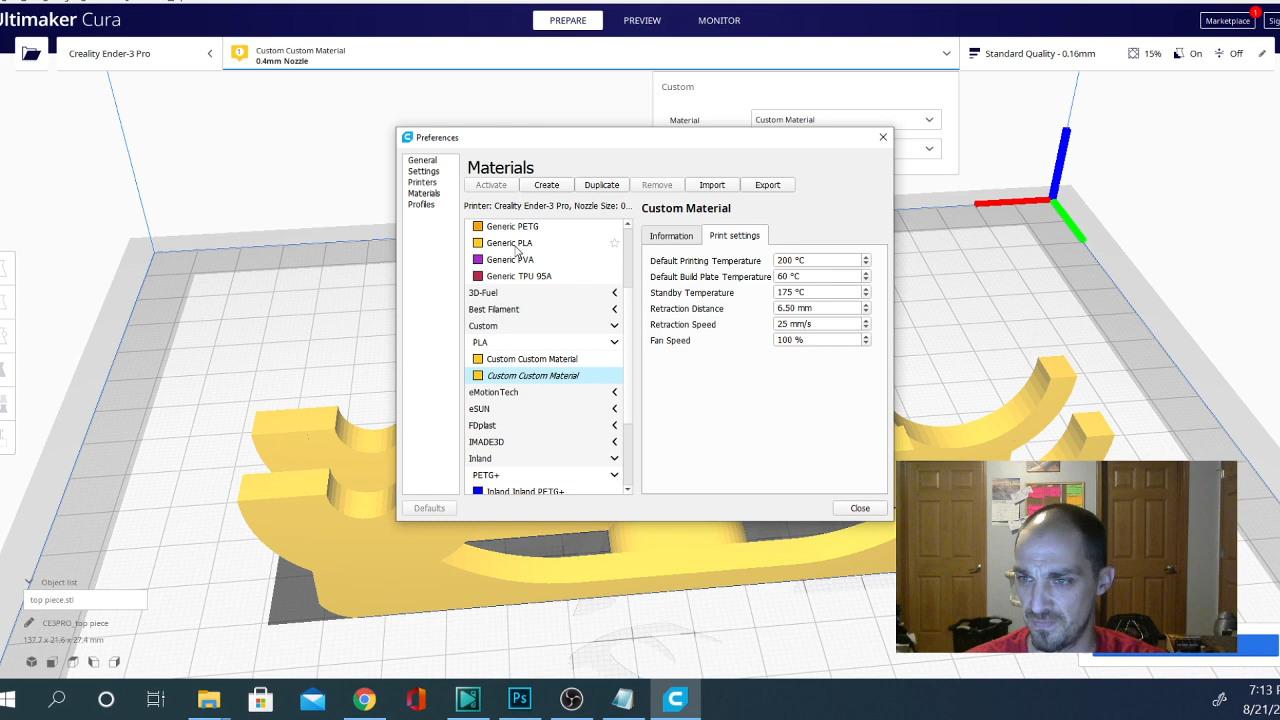 Ultimaker Cura
PREPARE
PREVIEW
MONITOR
Marketplace
1
Creality Ender-3 Pro
Custom Custom Material
0.4mm Nozzle
Standard Quality - 0.16mm
15%
On
Off
Custom
Material
Custom Material
Preferences
General
Settings
Printers
Materials
Profiles
Materials
Activate
Create
Duplicate
Remove
Import
Export
Printer: Creality Ender-3 Pro, Nozzle Size: 0...
Generic PETG
Generic PLA
Generic PVA
Generic TPU 95A
3D-Fuel
Best Filament
Custom
PLA
Custom Custom Material
Custom Custom Material
eMotionTech
eSUN
FDplast
IMADE3D
Inland
PETG+
Inland Inland PETG+
Custom Material
Information
Print settings
Default Printing Temperature 200 °C
Default Build Plate Temperature 60 °C
Standby Temperature 175 °C
Retraction Distance 6.50 mm
Retraction Speed 25 mm/s
Fan Speed 100 %
Defaults
Close
Object list
top piece.stl
CE3PRO_top piece
137.7 x 21.6 x 27.4 mm
Ps
7:13
8/21/2